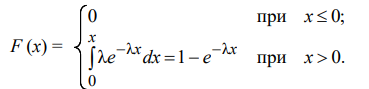 0 при x ≤ 0;
F (x) = { ∫₀ˣ λe^{−λx} dx = 1 − e^{−λx} при x > 0.